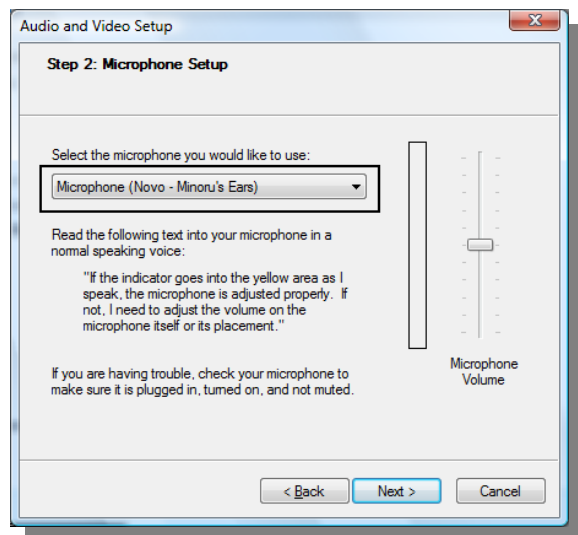 Audio and Video Setup
Step 2: Microphone Setup
Select the microphone you would like to use:
Microphone (Novo - Minoru's Ears)
Read the following text into your microphone in a
normal speaking voice:
"If the indicator goes into the yellow area as I
speak, the microphone is adjusted properly.  If
not, I need to adjust the volume on the
microphone itself or its placement."
If you are having trouble, check your microphone to
make sure it is plugged in, turned on, and not muted.
Microphone
Volume
< Back
Next >
Cancel